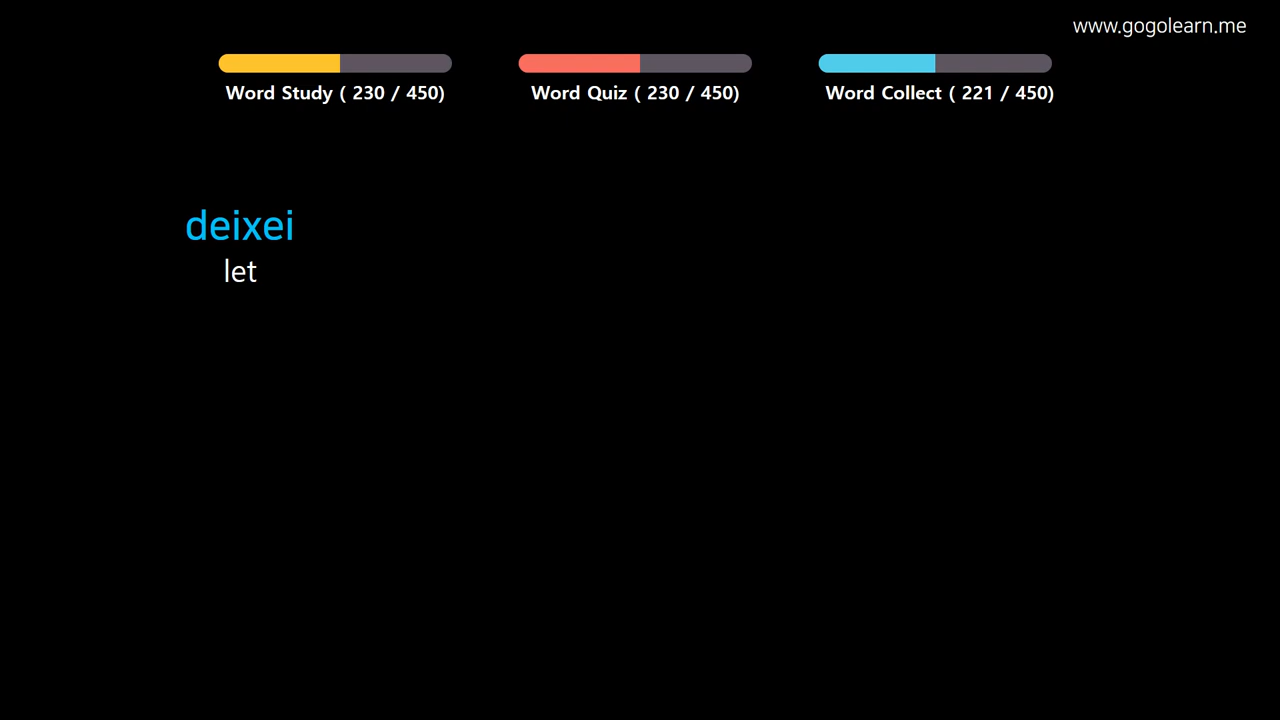 www.gogolearn.me
Word Study ( 230 / 450)
Word Quiz ( 230 / 450)
Word Collect ( 221 / 450)
deixei
let